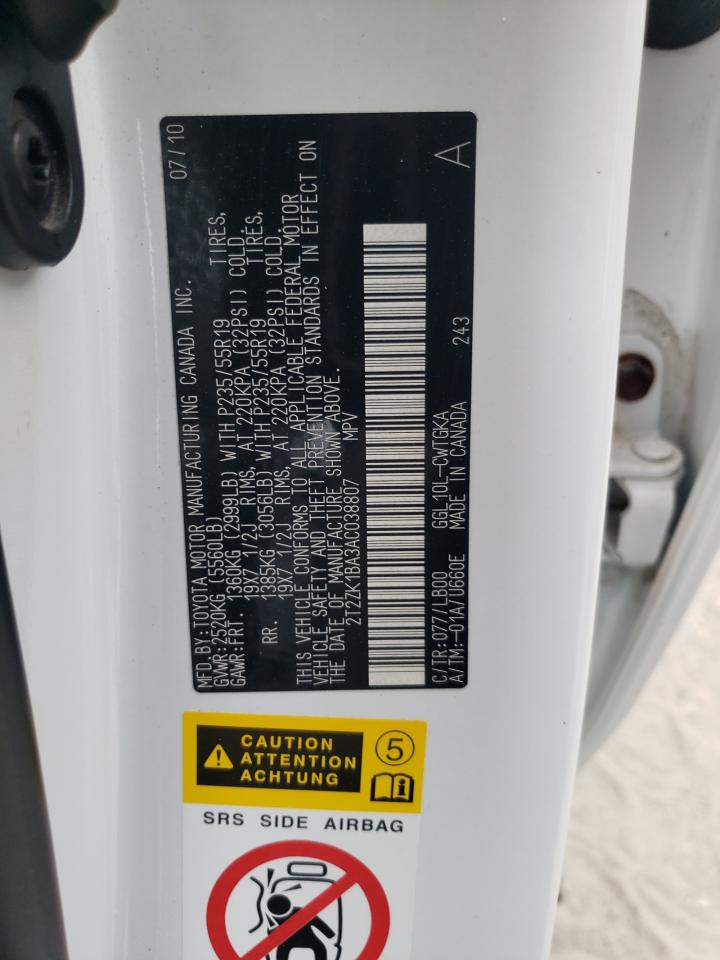 MFD.BY:TOYOTA MOTOR MANUFACTURING CANADA INC. 07/10
GVWR:2520KG (5560LB)
GAWR:FRT. 1360KG (2999LB) WITH P235/55R19 TIRES,
19X7 1/2J RIMS, AT 220KPA (32PSI) COLD.
RR. 1385KG (3056LB) WITH P235/55R19 TIRES,
19X7 1/2J RIMS, AT 220KPA (32PSI) COLD.
THIS VEHICLE CONFORMS TO ALL APPLICABLE FEDERAL MOTOR
VEHICLE SAFETY AND THEFT PREVENTION STANDARDS IN EFFECT ON
THE DATE OF MANUFACTURE SHOWN ABOVE.
2T2ZK1BA3AC038807 MPV
C/TR:077/LB00 GGL10L-CWTGKA A
A/TM:-01A/U660E MADE IN CANADA 243
CAUTION
ATTENTION
ACHTUNG
5
SRS SIDE AIRBAG